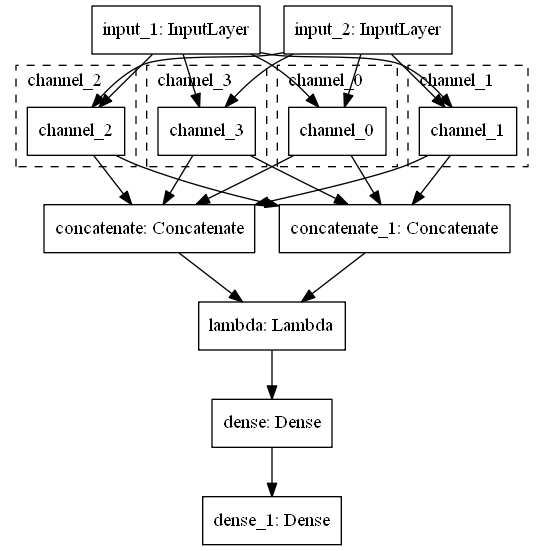 input_1: InputLayer
input_2: InputLayer
channel_2
channel_3
channel_0
channel_1
channel_2
channel_3
channel_0
channel_1
concatenate: Concatenate
concatenate_1: Concatenate
lambda: Lambda
dense: Dense
dense_1: Dense